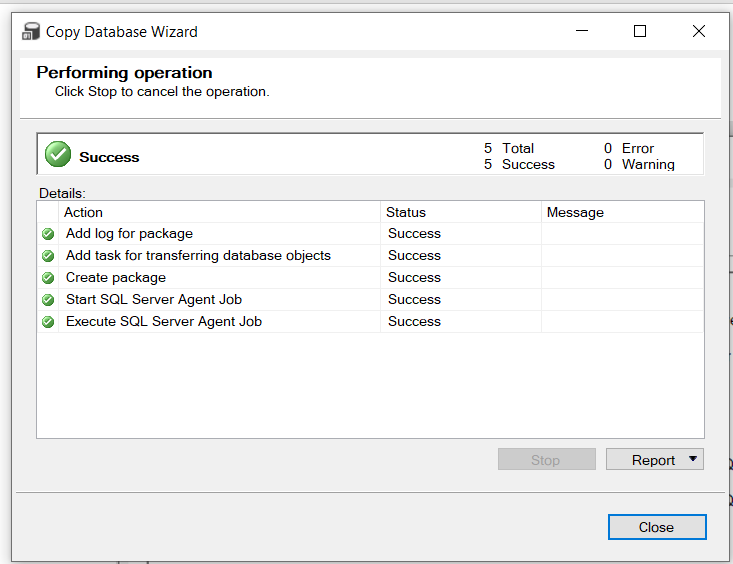 Copy Database Wizard
Performing operation
Click Stop to cancel the operation.
Success
5 Total 0 Error
5 Success 0 Warning
Details:
Action Status Message
Add log for package Success
Add task for transferring database objects Success
Create package Success
Start SQL Server Agent Job Success
Execute SQL Server Agent Job Success
Stop Report
Close